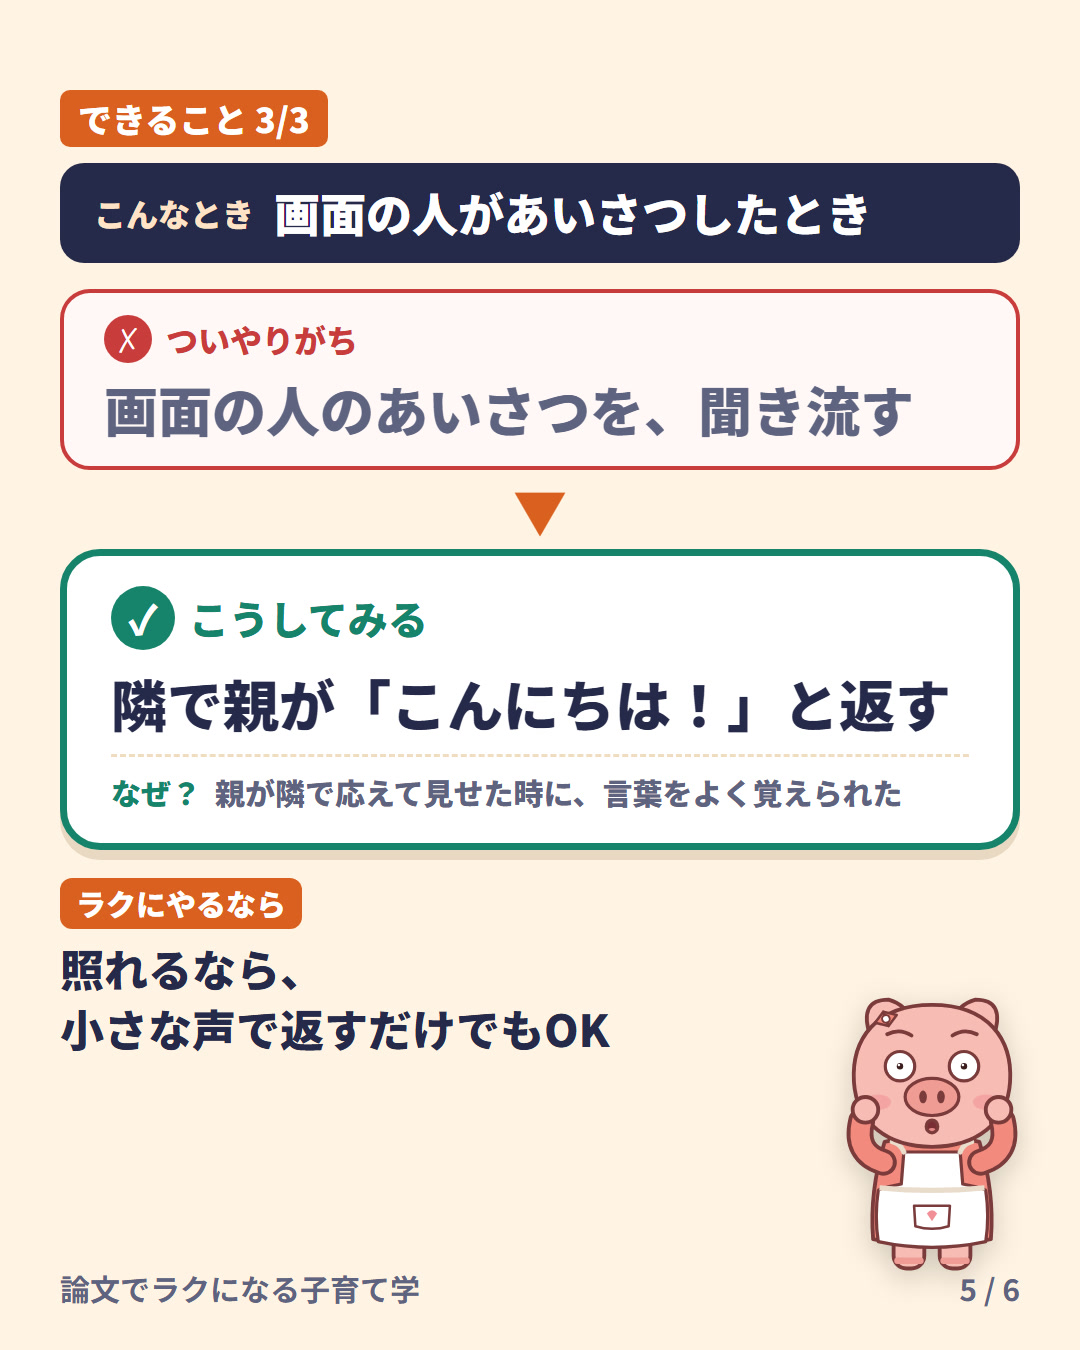 できること 3/3
こんなとき 画面の人があいさつしたとき
✗ ついやりがち
画面の人のあいさつを、聞き流す
▼
✓ こうしてみる
隣で親が「こんにちは！」と返す
なぜ？ 親が隣で応えて見せた時に、言葉をよく覚えられた
ラクにやるなら
照れるなら、
小さな声で返すだけでもOK
論文でラクになる子育て学
5 / 6